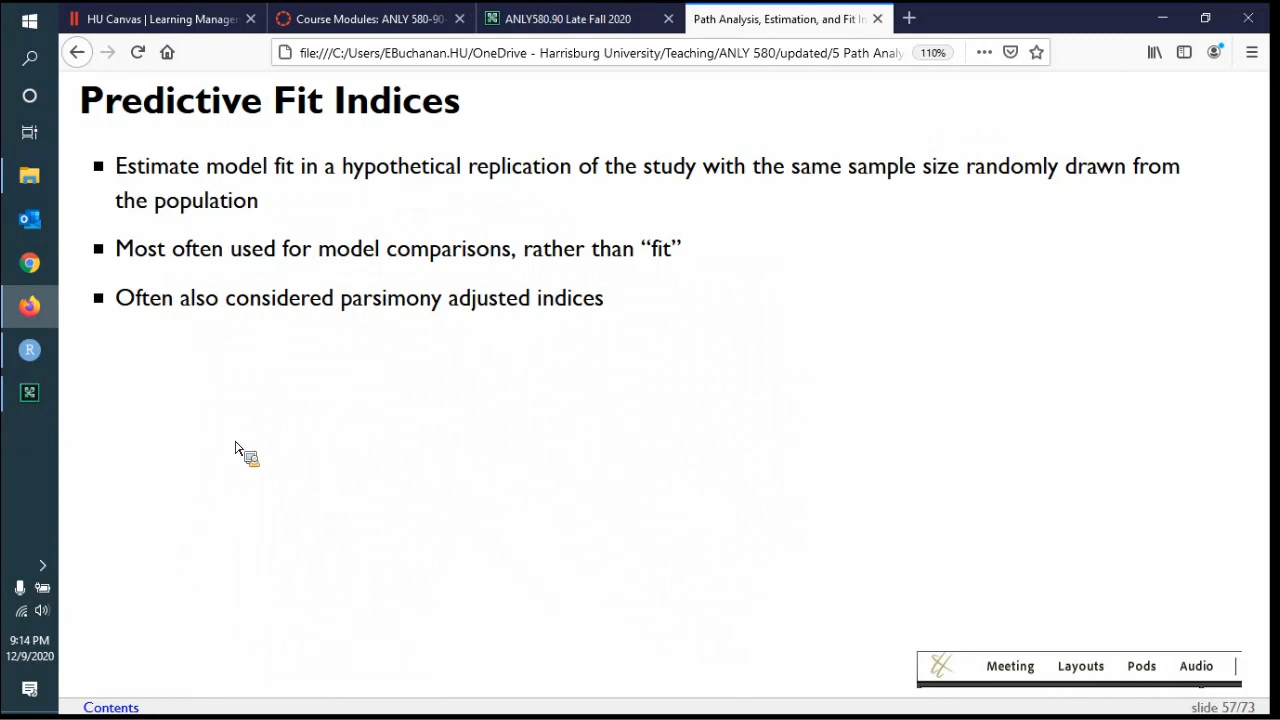 HU Canvas | Learning Manager
Course Modules: ANLY 580-90-
ANLY580.90 Late Fall 2020
Path Analysis, Estimation, and Fit In
file:///C:/Users/EBuchanan.HU/OneDrive - Harrisburg University/Teaching/ANLY 580/updated/5 Path Analy
110%
Predictive Fit Indices
Estimate model fit in a hypothetical replication of the study with the same sample size randomly drawn from
the population
Most often used for model comparisons, rather than “fit”
Often also considered parsimony adjusted indices
R
9:14 PM
12/9/2020
Meeting Layouts Pods Audio
Contents
slide 57/73